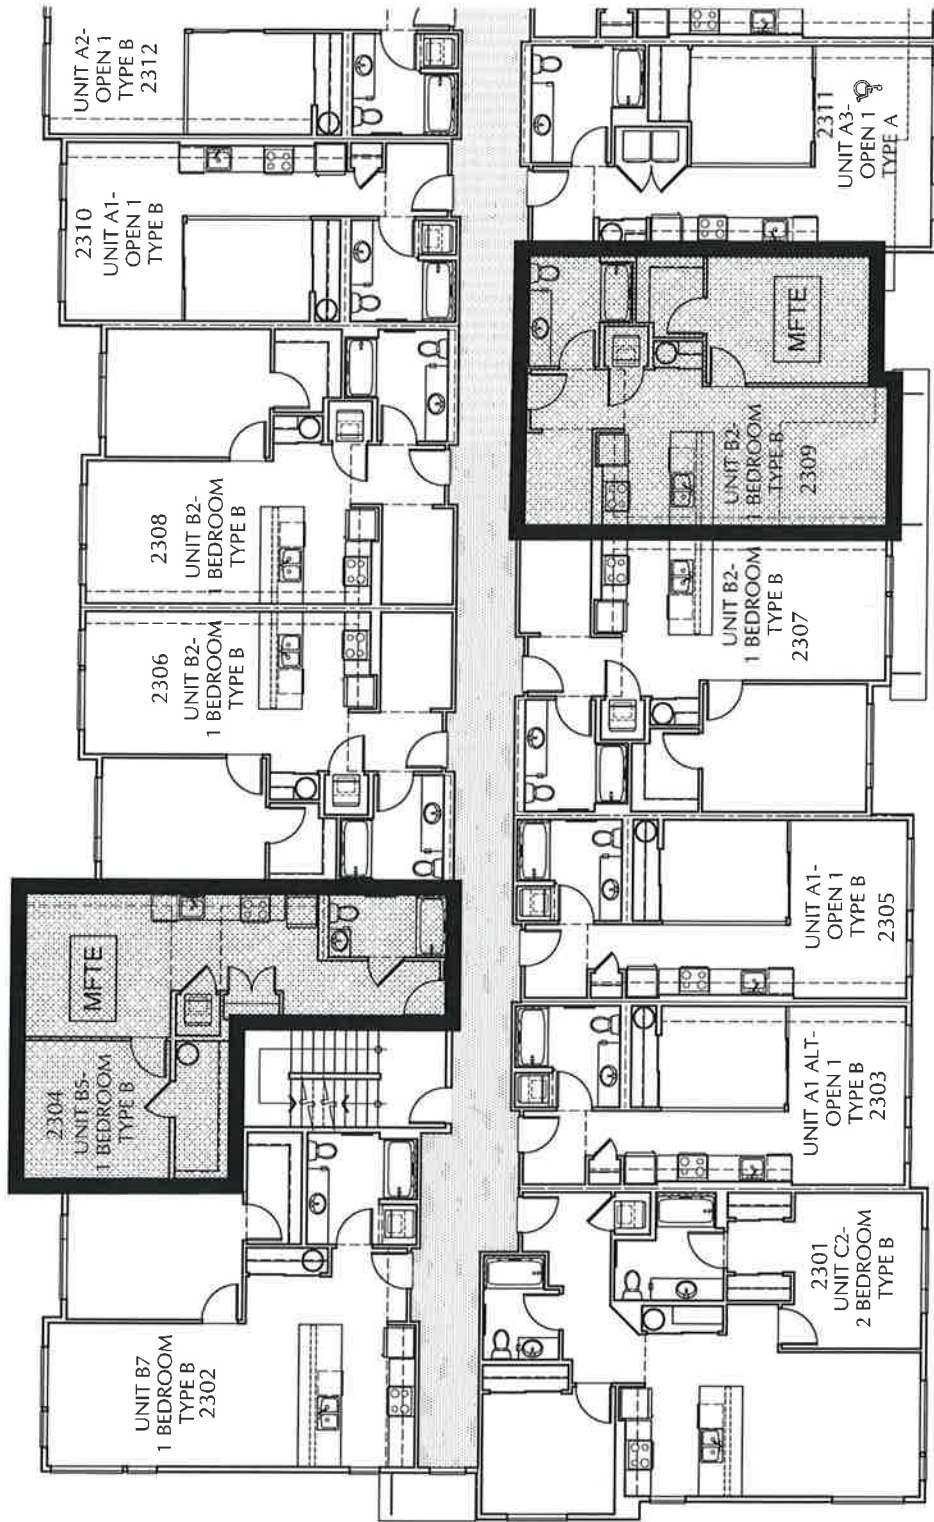 UNIT A2-
OPEN 1
TYPE B
2312
2310
UNIT A1-
OPEN 1
TYPE B
2308
UNIT B2-
1 BEDROOM
TYPE B
2306
UNIT B2-
1 BEDROOM
TYPE B
MFTE
2304
UNIT B5-
1 BEDROOM
TYPE B
UNIT B7
1 BEDROOM
TYPE B
2302
2311
UNIT A3-
OPEN 1
TYPE A
MFTE
UNIT B2-
1 BEDROOM
TYPE B
2309
UNIT B2-
1 BEDROOM
TYPE B
2307
UNIT A1-
OPEN 1
TYPE B
2305
UNIT A1 ALT-
OPEN 1
TYPE B
2303
2301
UNIT C2-
2 BEDROOM
TYPE B